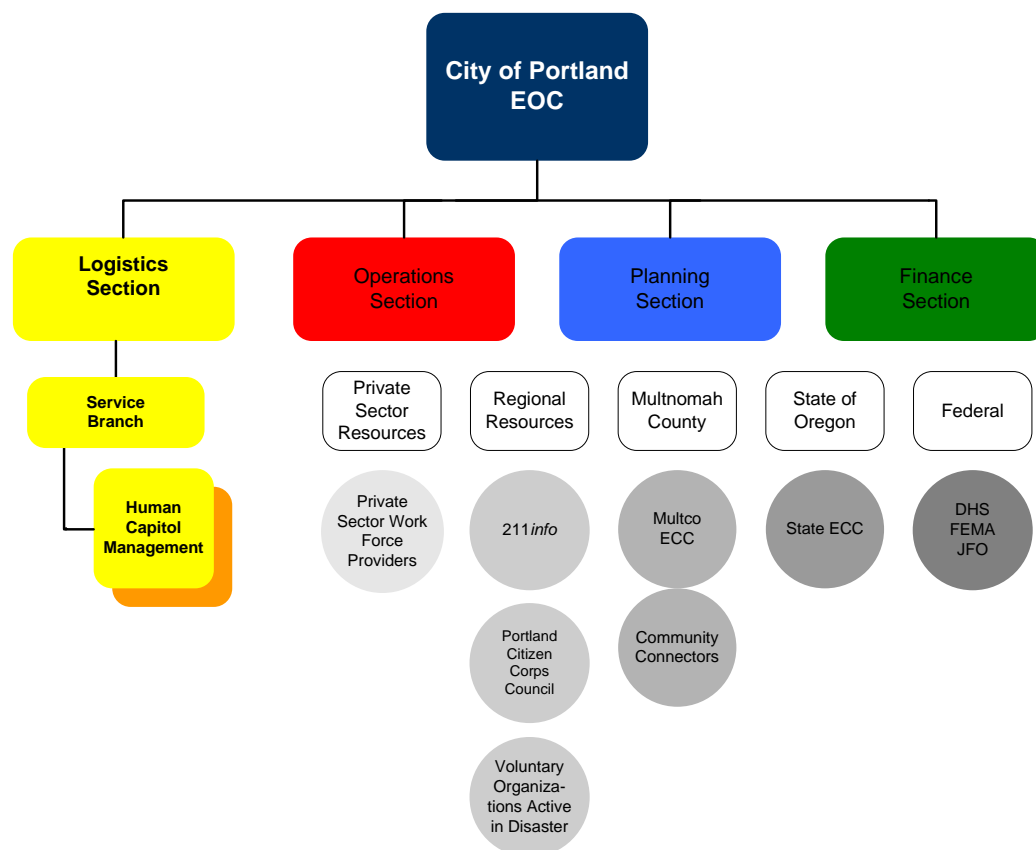 City of Portland
EOC
Logistics
Section
Operations
Section
Planning
Section
Finance
Section
Service
Branch
Human
Capitol
Management
Private
Sector
Resources
Regional
Resources
Multnomah
County
State of
Oregon
Federal
Private
Sector Work
Force
Providers
211info
Multco
ECC
State ECC
DHS
FEMA
JFO
Portland
Citizen
Corps
Council
Community
Connectors
Voluntary
Organiza-
tions Active
in Disaster